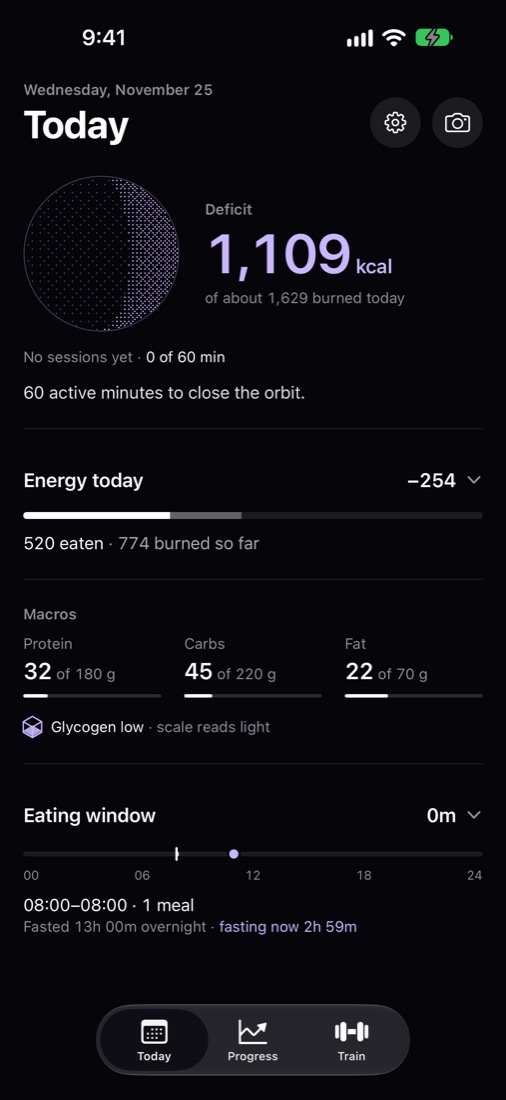 9:41
Wednesday, November 25
Today
Deficit
1,109 kcal
of about 1,629 burned today
No sessions yet · 0 of 60 min
60 active minutes to close the orbit.
Energy today −254
520 eaten · 774 burned so far
Macros
Protein Carbs Fat
32 of 180 g 45 of 220 g 22 of 70 g
Glycogen low · scale reads light
Eating window 0m
00 06 12 18 24
08:00–08:00 · 1 meal
Fasted 13h 00m overnight · fasting now 2h 59m
Today Progress Train